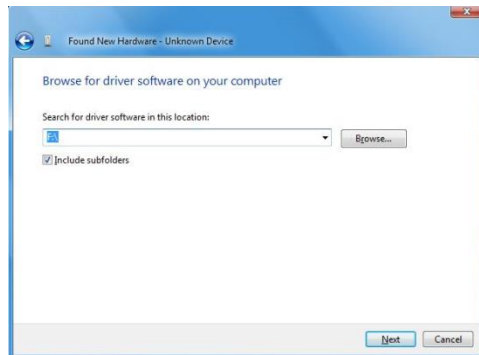 Found New Hardware - Unknown Device
Browse for driver software on your computer
Search for driver software in this location:
F:\
Browse...
Include subfolders
Next
Cancel